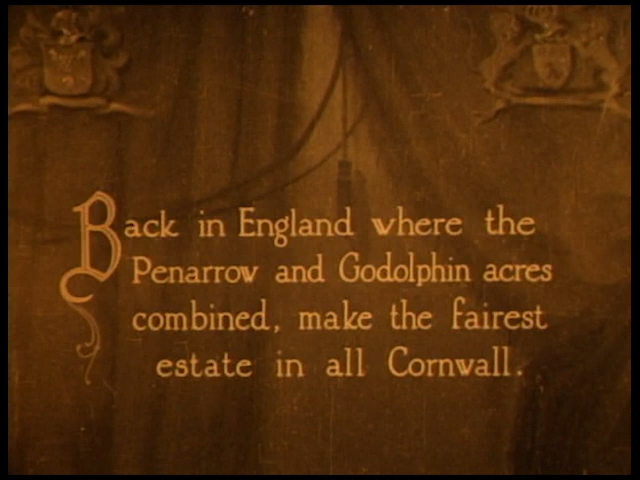 Back in England where the
Penarrow and Godolphin acres
combined, make the fairest
estate in all Cornwall.